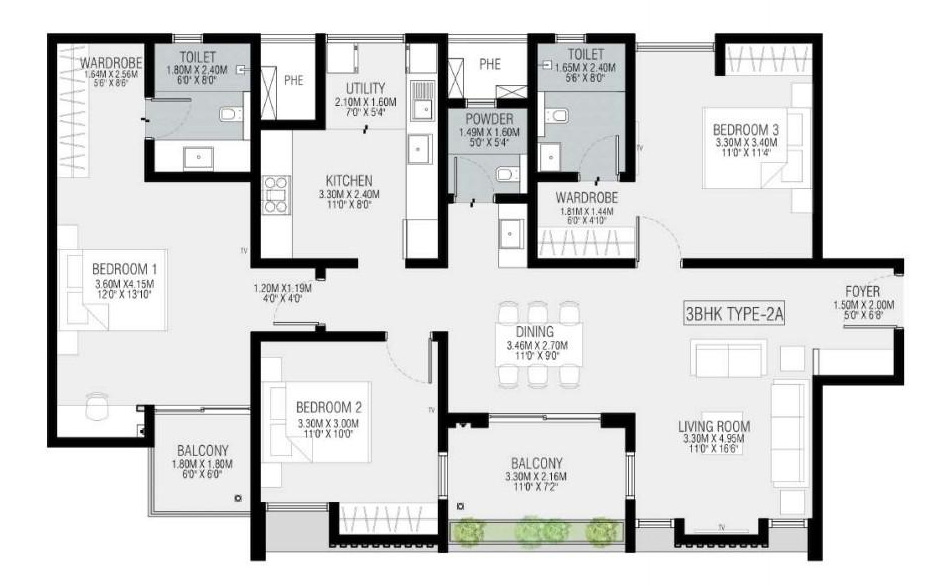 WARDROBE
1.64M X 2.56M
5'6" X 8'6"
TOILET
1.80M X 2.40M
6'0" X 8'0"
PHE
UTILITY
2.10M X 1.60M
7'0" X 5'4"
PHE
POWDER
1.49M X 1.60M
5'0" X 5'4"
TOILET
1.65M X 2.40M
5'6" X 8'0"
BEDROOM 3
3.30M X 3.40M
11'0" X 11'4"
TV
KITCHEN
3.30M X 2.40M
11'0" X 8'0"
WARDROBE
1.81M X 1.44M
6'0" X 4'10"
TV
BEDROOM 1
3.60M X4.15M
12'0" X 13'10"
1.20M X1.19M
4'0" X 4'0"
3BHK TYPE-2A
FOYER
1.50M X 2.00M
5'0" X 6'8"
DINING
3.46M X 2.70M
11'0" X 9'0"
BEDROOM 2
3.30M X 3.00M
11'0" X 10'0"
TV
LIVING ROOM
3.30M X 4.95M
11'0" X 16'6"
BALCONY
1.80M X 1.80M
6'0" X 6'0"
BALCONY
3.30M X 2.16M
11'0" X 7'2"
TV